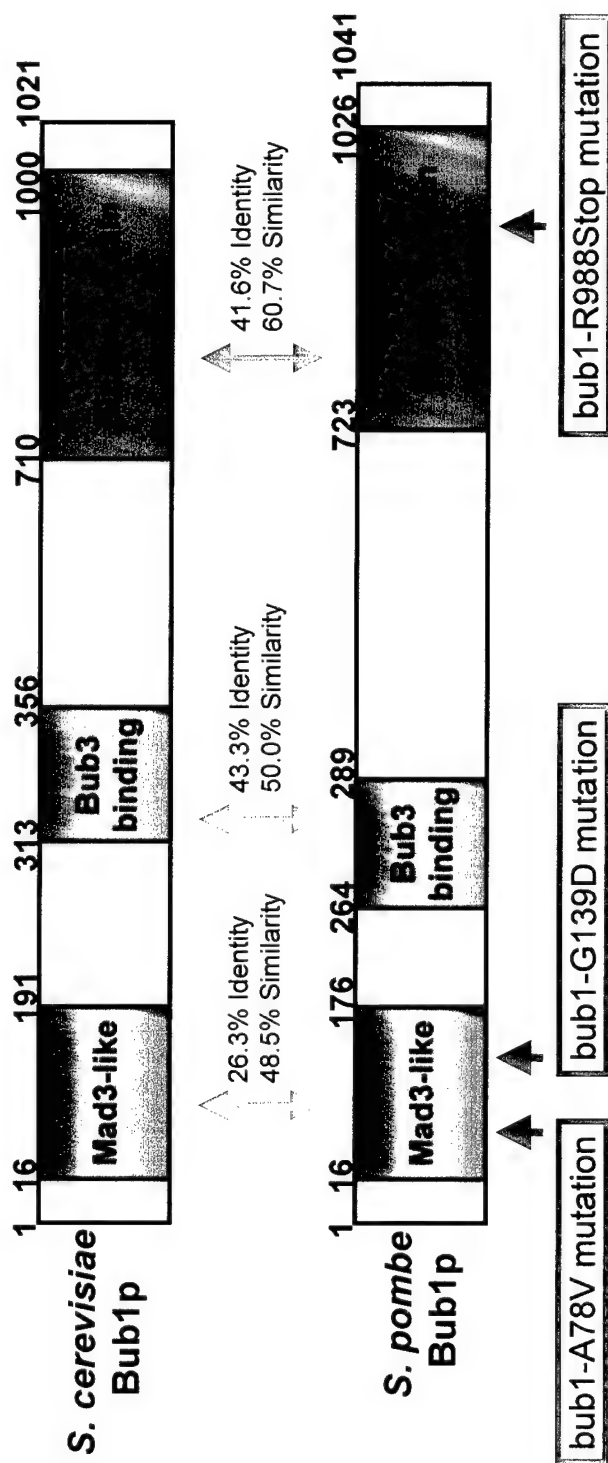 S. cerevisiae
Bub1p
1 16 191 313 356 710 1000 1021
Mad3-like
Bub3
binding
26.3% Identity
48.5% Similarity
43.3% Identity
50.0% Similarity
41.6% Identity
60.7% Similarity
S. pombe
Bub1p
1 16 176 264 289 723 1026 1041
Mad3-like
Bub3
binding
bub1-A78V mutation
bub1-G139D mutation
bub1-R988Stop mutation